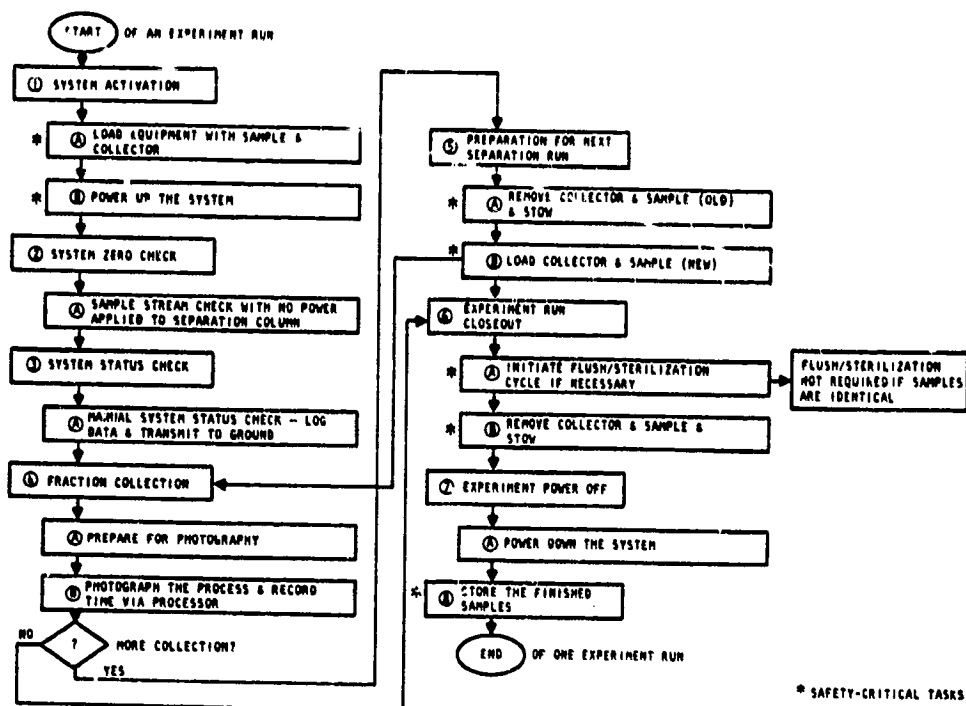 START OF AN EXPERIMENT RUN
① SYSTEM ACTIVATION
* Ⓐ LOAD EQUIPMENT WITH SAMPLE &
COLLECTOR
* Ⓑ POWER UP THE SYSTEM
② SYSTEM ZERO CHECK
Ⓐ SAMPLE STREAM CHECK WITH NO POWER
APPLIED TO SEPARATION COLUMN
③ SYSTEM STATUS CHECK
Ⓐ MANUAL SYSTEM STATUS CHECK — LOG
DATA & TRANSMIT TO GROUND
④ FRACTION COLLECTION
Ⓐ PREPARE FOR PHOTOGRAPHY
Ⓑ PHOTOGRAPH THE PROCESS & RECORD
TIME VIA PROCESSOR
NO ? MORE COLLECTION?
YES
⑤ PREPARATION FOR NEXT
SEPARATION RUN
* Ⓐ REMOVE COLLECTOR & SAMPLE (OLD)
& STOW
* Ⓑ LOAD COLLECTOR & SAMPLE (NEW)
⑥ EXPERIMENT RUN
CLOSEOUT
* Ⓐ INITIATE FLUSH/STERILIZATION
CYCLE IF NECESSARY
FLUSH/STERILIZATION
NOT REQUIRED IF SAMPLES
ARE IDENTICAL
* Ⓑ REMOVE COLLECTOR & SAMPLE &
STOW
⑦ EXPERIMENT POWER OFF
Ⓐ POWER DOWN THE SYSTEM
* ⑧ STORE THE FINISHED
SAMPLES
END OF ONE EXPERIMENT RUN
* SAFETY-CRITICAL TASKS